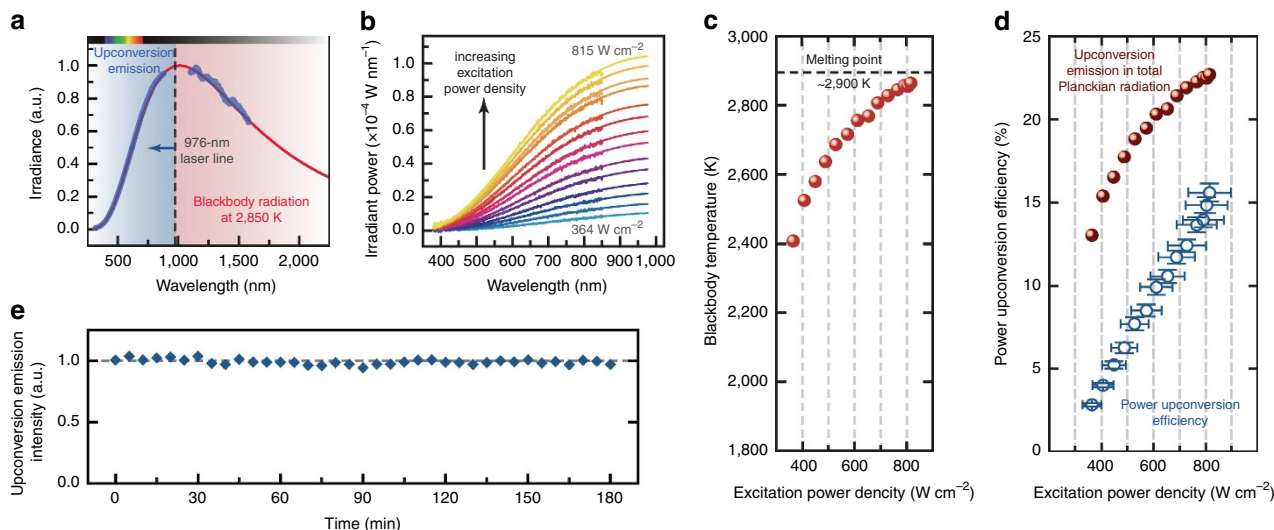 a
Upconversion
emission
976-nm
laser line
Blackbody radiation
at 2,850 K
1.0
0.8
0.6
0.4
0.2
0.0
Irradiance (a.u.)
500
1,000
1,500
2,000
Wavelength (nm)
b
increasing
excitation
power density
815 W cm⁻²
364 W cm⁻²
1.0
0.8
0.6
0.4
0.2
0.0
Irradiant power (×10⁻⁴ W nm⁻¹)
400 500 600 700 800 900 1,000
Wavelength (nm)
c
3,000
2,800
2,600
2,400
2,200
2,000
1,800
Blackbody temperature (K)
Melting point
~2,900 K
400
600
800
Excitation power dencity (W cm⁻²)
d
25
20
15
10
5
0
Power upconversion efficiency (%)
Upconversion
emission in total
Planckian radiation
Power upconversion
efficiency
400
600
800
Excitation power dencity (W cm⁻²)
e
1.0
0.5
0.0
Upconversion emission
intensity (a.u.)
0
30
60
90
120
150
180
Time (min)